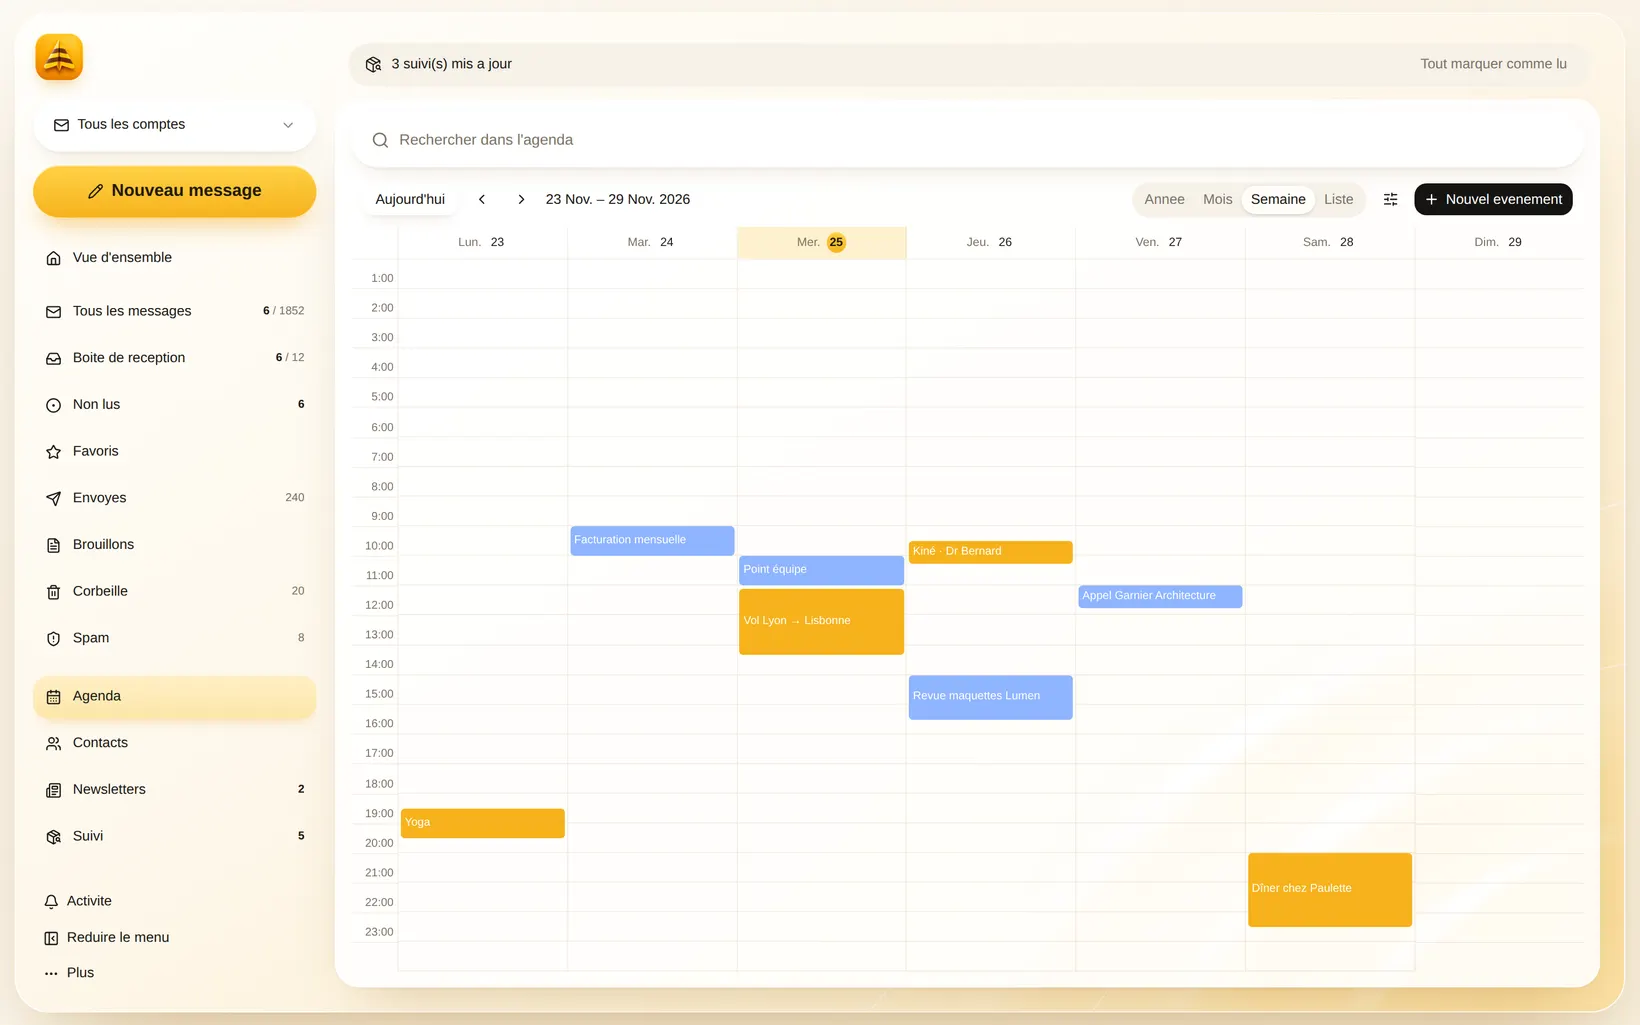 3 suivi(s) mis a jour
Tout marquer comme lu
Tous les comptes
Nouveau message
Vue d'ensemble
Tous les messages 6 / 1852
Boite de reception 6 / 12
Non lus 6
Favoris
Envoyes 240
Brouillons
Corbeille 20
Spam 8
Agenda
Contacts
Newsletters 2
Suivi 5
Activite
Reduire le menu
Plus
Rechercher dans l'agenda
Aujourd'hui
23 Nov. – 29 Nov. 2026
Annee Mois Semaine Liste
Nouvel evenement
Lun. 23 Mar. 24 Mer. 25 Jeu. 26 Ven. 27 Sam. 28 Dim. 29
1:00
2:00
3:00
4:00
5:00
6:00
7:00
8:00
9:00
10:00
11:00
12:00
13:00
14:00
15:00
16:00
17:00
18:00
19:00
20:00
21:00
22:00
23:00
Yoga
Facturation mensuelle
Point équipe
Vol Lyon → Lisbonne
Kiné · Dr Bernard
Revue maquettes Lumen
Appel Garnier Architecture
Dîner chez Paulette